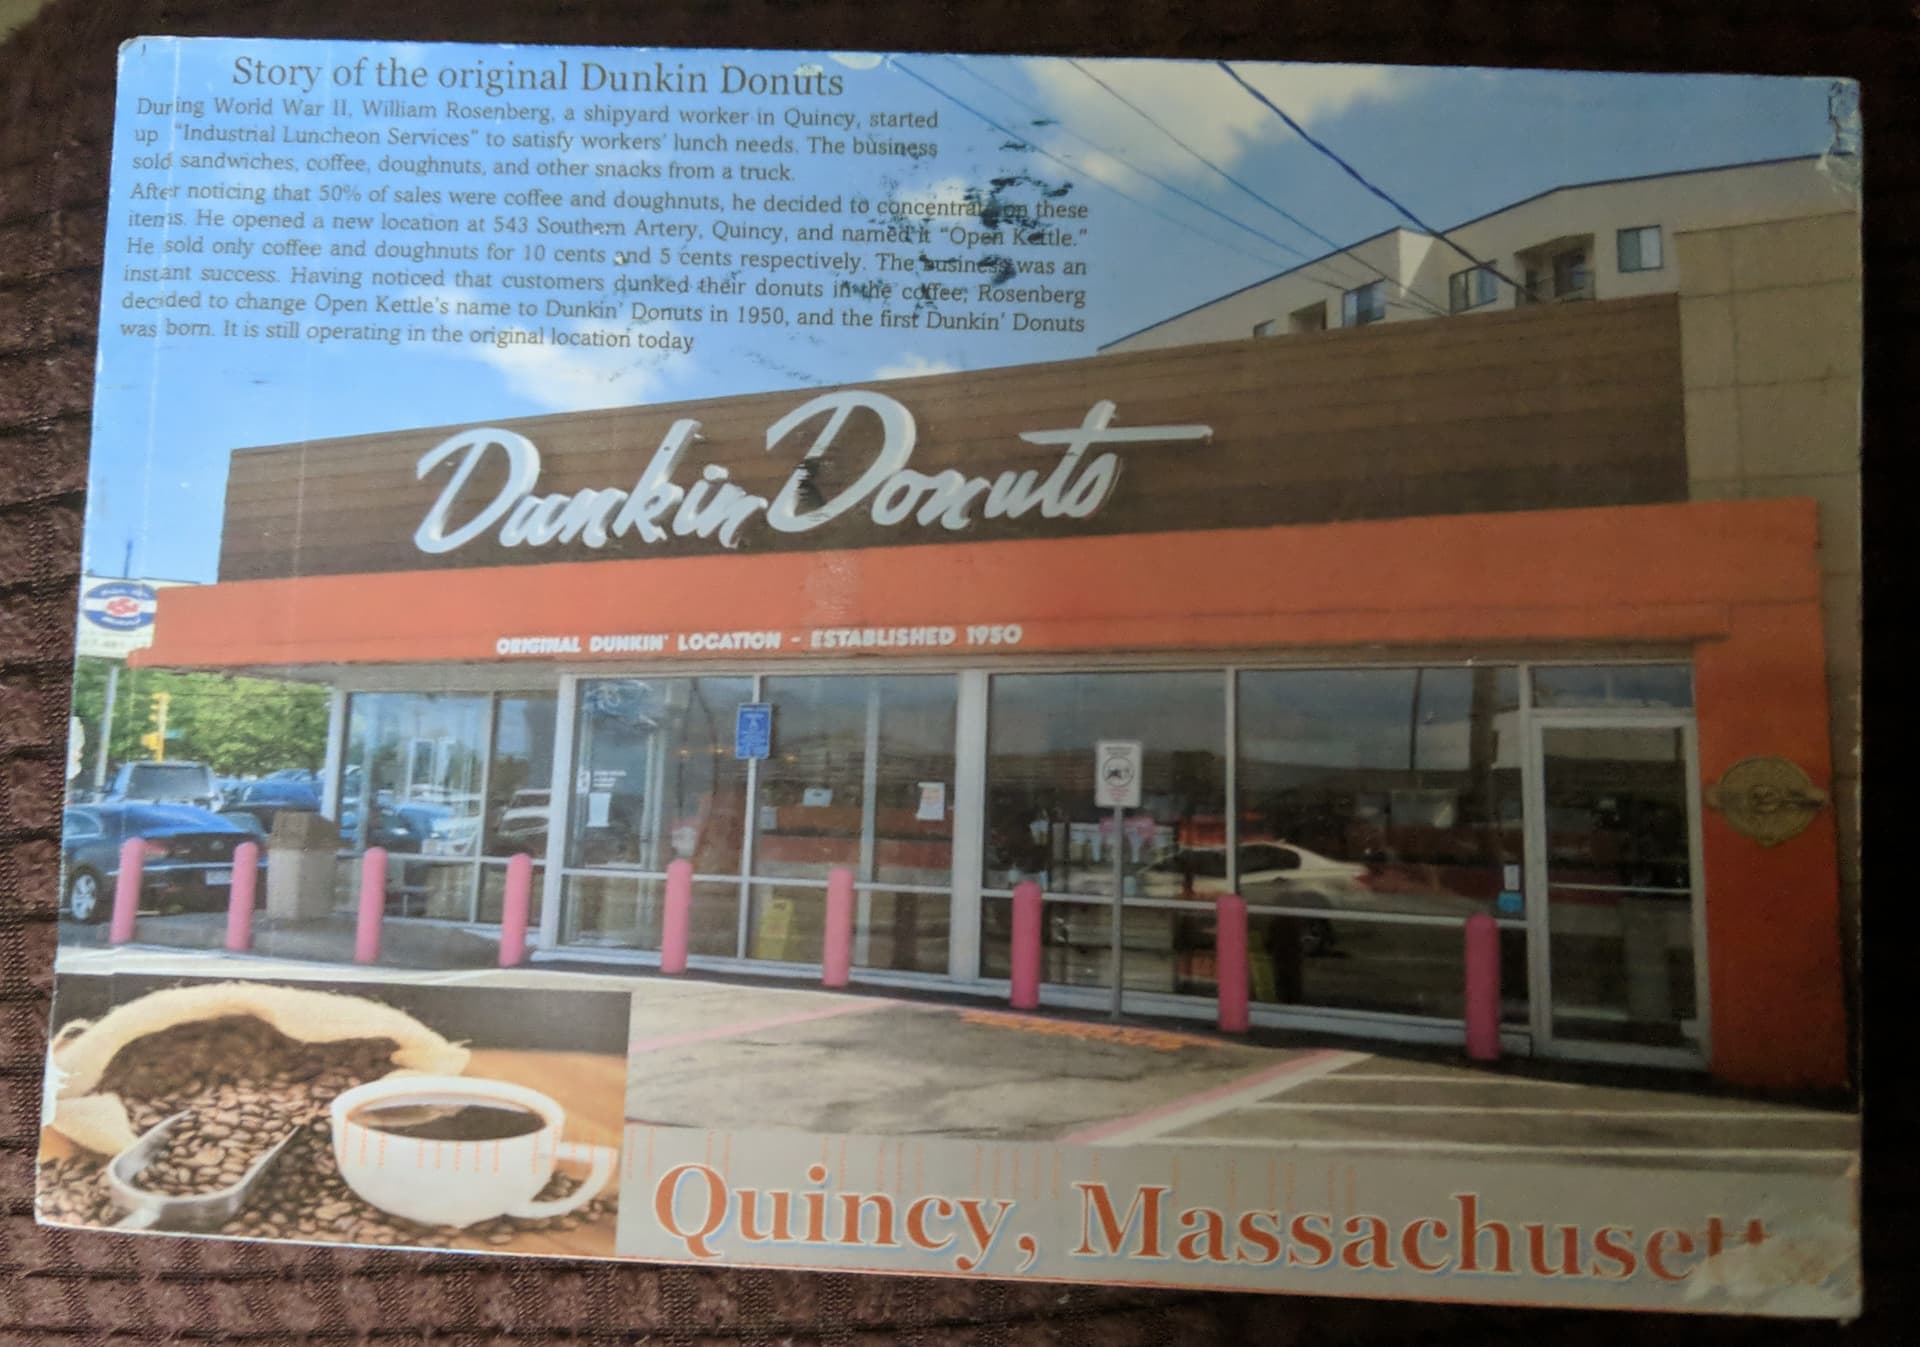 Story of the original Dunkin Donuts
During World War II, William Rosenberg, a shipyard worker in Quincy, started
up "Industrial Luncheon Services" to satisfy workers' lunch needs. The business
sold sandwiches, coffee, doughnuts, and other snacks from a truck.
After noticing that 50% of sales were coffee and doughnuts, he decided to concentrate on these
items. He opened a new location at 543 Southern Artery, Quincy, and named it "Open Kettle."
He sold only coffee and doughnuts for 10 cents and 5 cents respectively. The business was an
instant success. Having noticed that customers dunked their donuts in the coffee, Rosenberg
decided to change Open Kettle's name to Dunkin' Donuts in 1950, and the first Dunkin' Donuts
was born. It is still operating in the original location today
Dunkin Donuts
ORIGINAL DUNKIN' LOCATION - ESTABLISHED 1950
Quincy, Massachusett